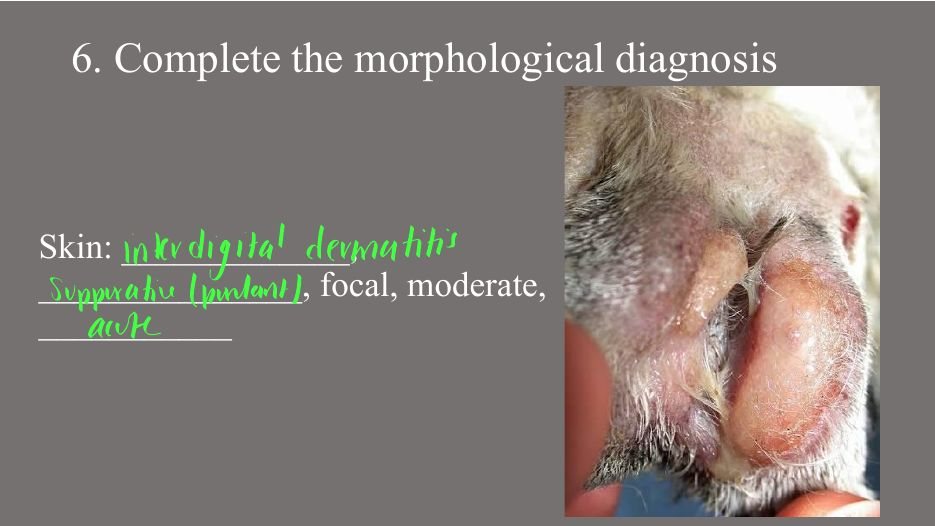 6. Complete the morphological diagnosis
Skin: interdigital dermatitis
suppurative (purulent), focal, moderate,
acute